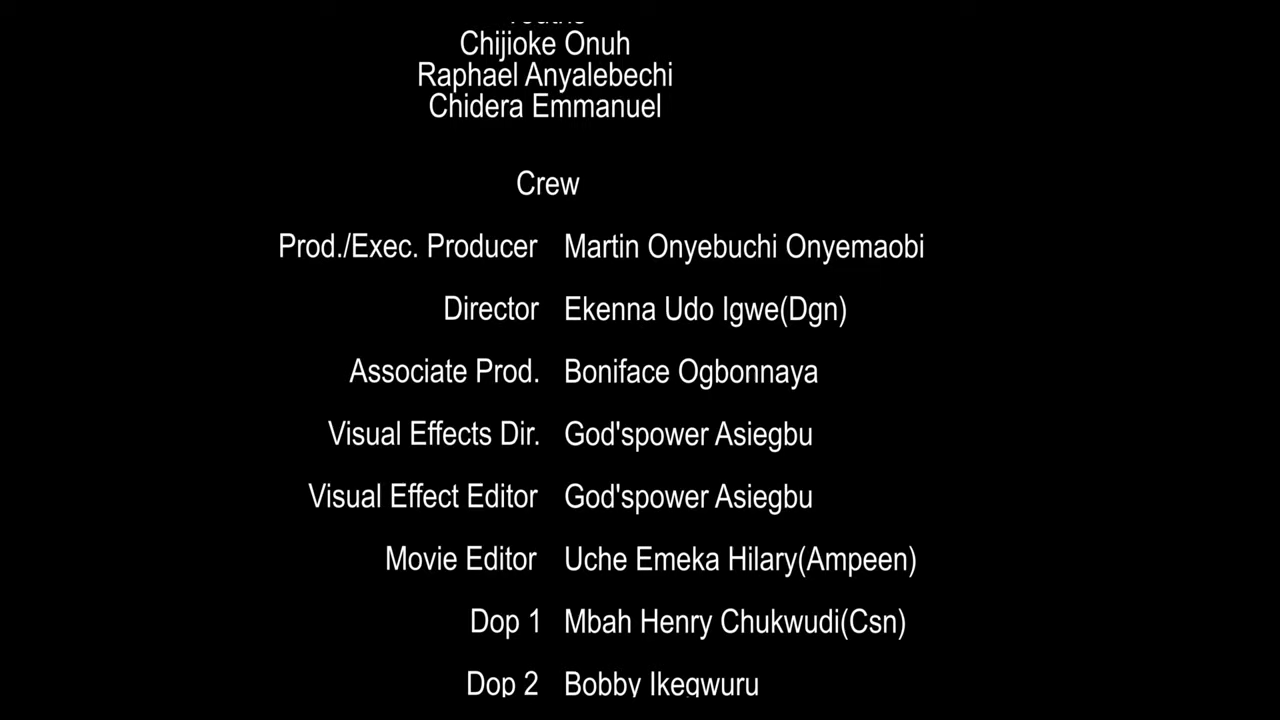 Chijioke Onuh
Raphael Anyalebechi
Chidera Emmanuel
Crew
Prod./Exec. Producer Martin Onyebuchi Onyemaobi
Director Ekenna Udo Igwe(Dgn)
Associate Prod. Boniface Ogbonnaya
Visual Effects Dir. God'spower Asiegbu
Visual Effect Editor God'spower Asiegbu
Movie Editor Uche Emeka Hilary(Ampeen)
Dop 1 Mbah Henry Chukwudi(Csn)
Dop 2 Bobby Ikegwuru